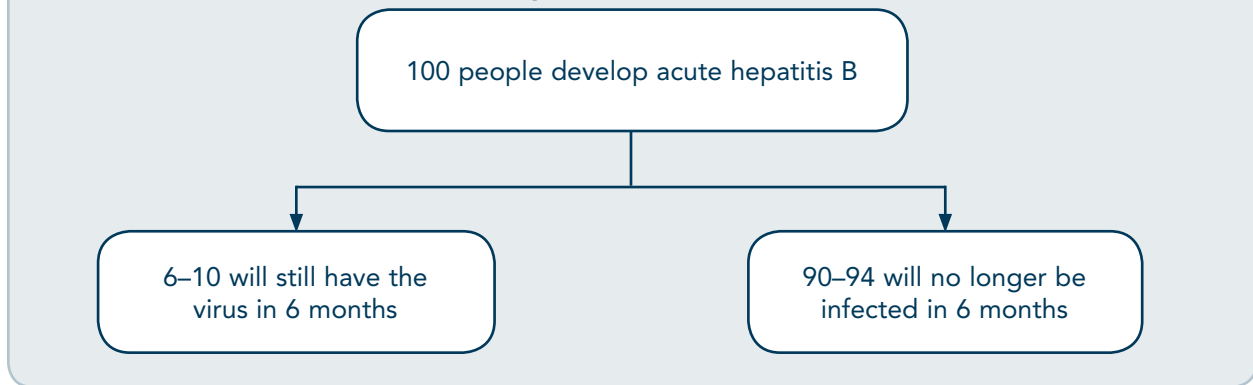 100 people develop acute hepatitis B
6–10 will still have the
virus in 6 months
90–94 will no longer be
infected in 6 months